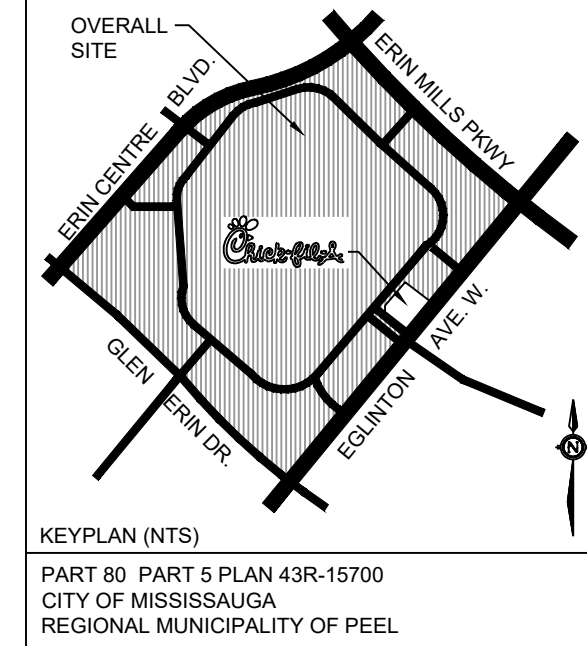 OVERALL
SITE
ERIN CENTRE BLVD.
ERIN MILLS PKWY
Chick-fil-A
GLEN ERIN DR.
EGLINTON AVE. W.
N
KEYPLAN (NTS)
PART 80 PART 5 PLAN 43R-15700
CITY OF MISSISSAUGA
REGIONAL MUNICIPALITY OF PEEL